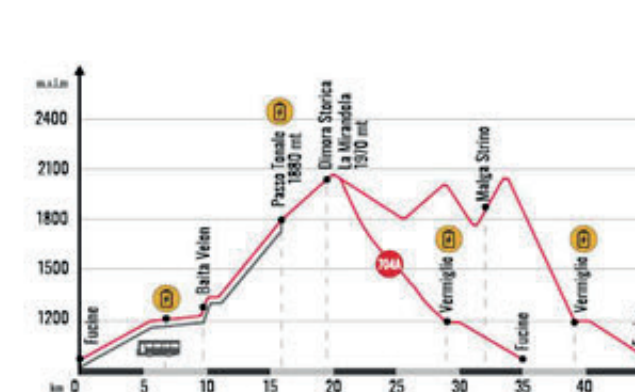 m.s.l.m
2400
2100
1800
1500
1200
Fucine
Baita Velon
Passo Tonale
1880 mt.
Dimora Storica
La Mirandola
1970 mt.
704A
Vermiglio
Malga Strino
Fucine
Vermiglio
km 0 5 10 15 20 25 30 35 40